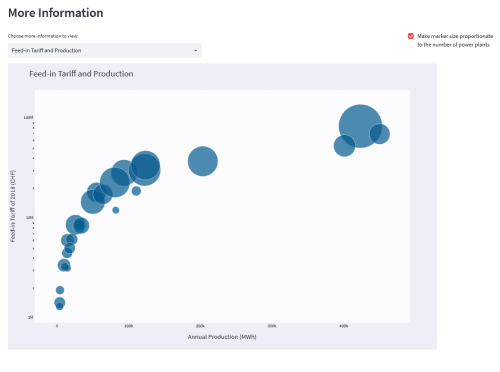 More Information
Choose more information to view:
Make marker size proportionate
to the number of power plants
Feed-in Tariff and Production
Feed-in Tariff and Production
100M
10M
1M
Feed-in Tariff of 2018 (CHF)
0
100k
200k
300k
400k
Annual Production (MWh)